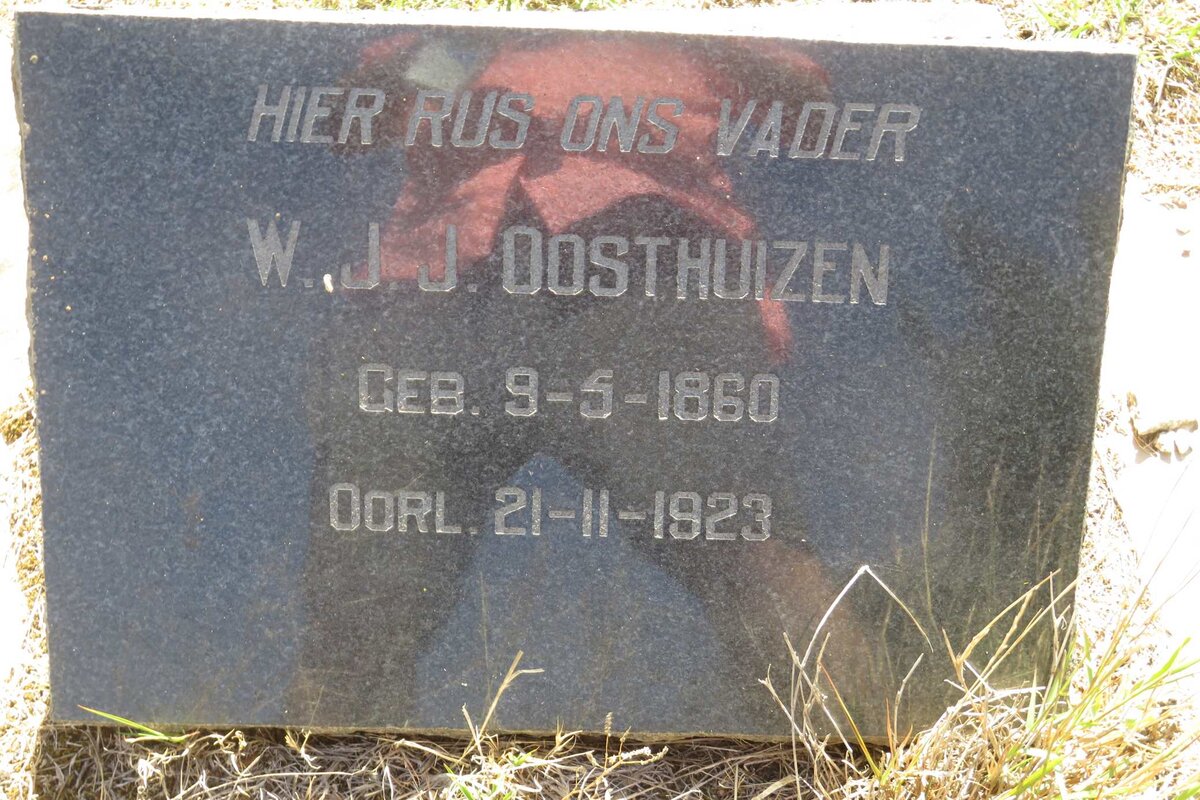 HIER RUS ONS VADER
W. J. J. OOSTHUIZEN
GEB. 9-5-1860
OORL. 21-11-1923